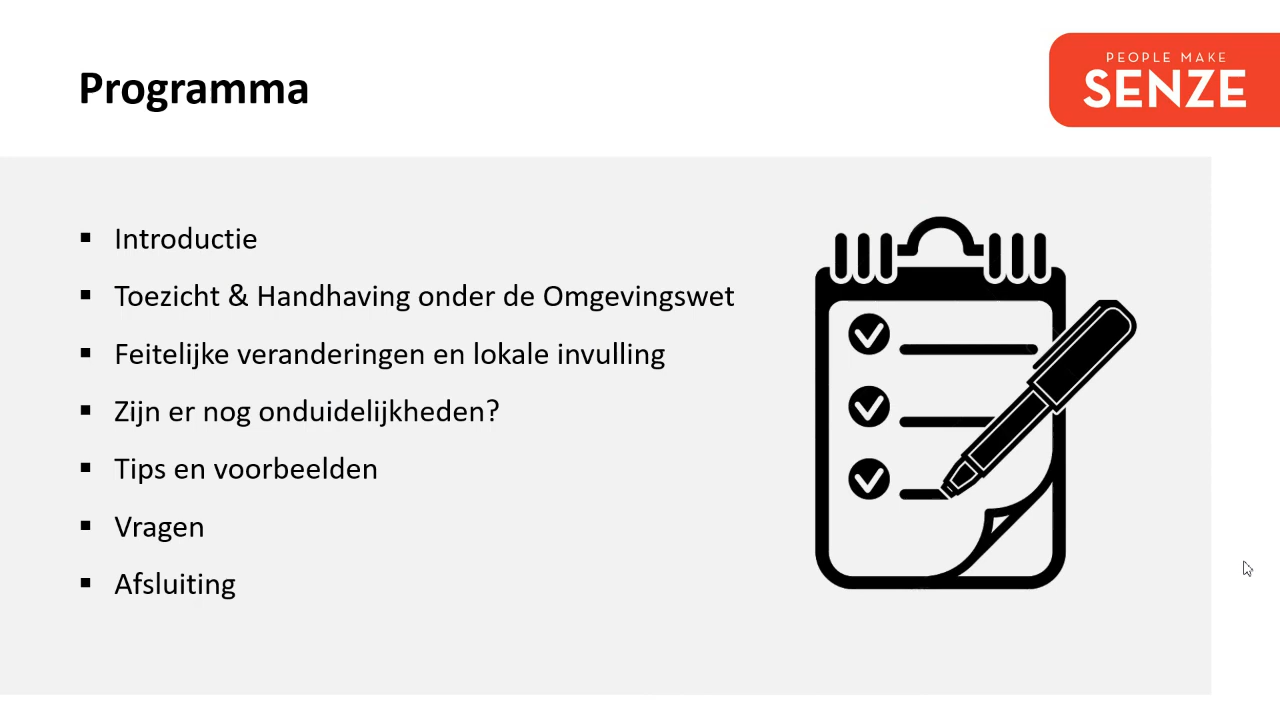 Programma
PEOPLE MAKE
SENZE
▪ Introductie
▪ Toezicht & Handhaving onder de Omgevingswet
▪ Feitelijke veranderingen en lokale invulling
▪ Zijn er nog onduidelijkheden?
▪ Tips en voorbeelden
▪ Vragen
▪ Afsluiting